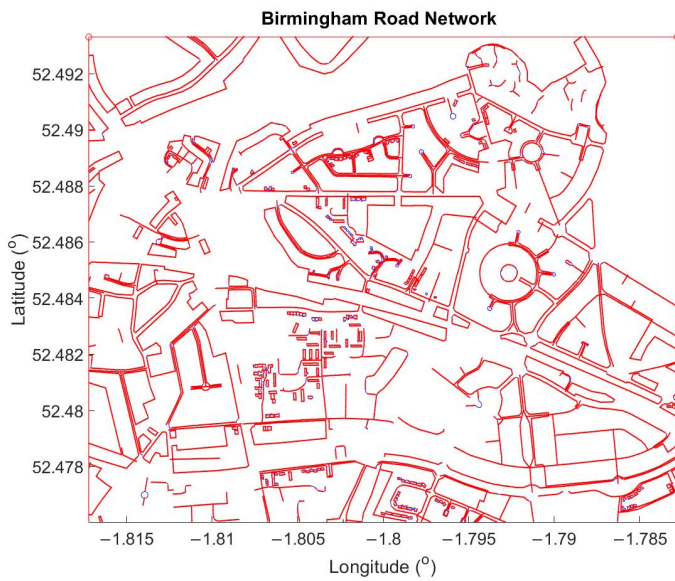 Birmingham Road Network
52.492
52.49
52.488
52.486
52.484
52.482
52.48
52.478
Latitude (°)
−1.815 −1.81 −1.805 −1.8 −1.795 −1.79 −1.785
Longitude (°)